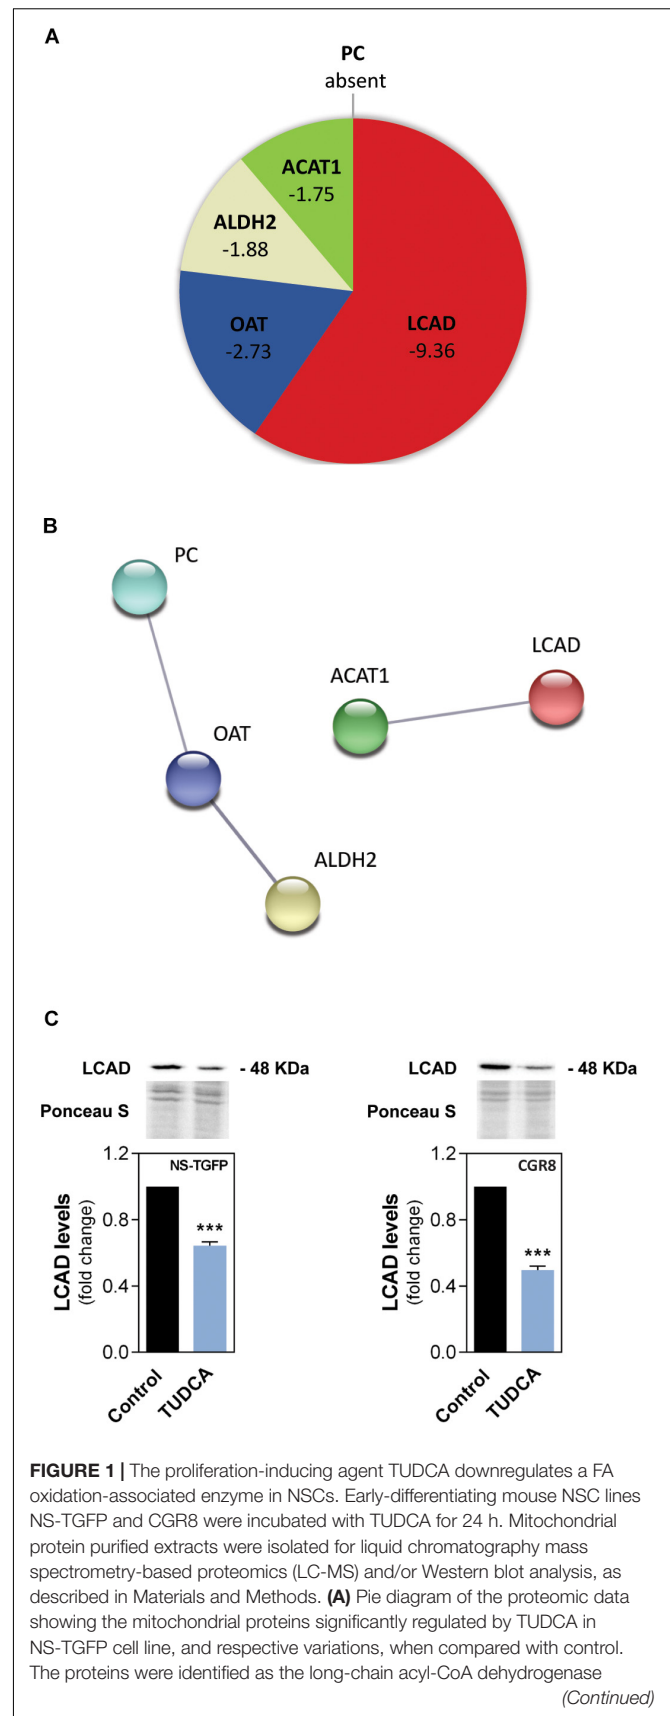 A
PC
absent
ACAT1
-1.75
ALDH2
-1.88
OAT
-2.73
LCAD
-9.36
B
PC
LCAD
ACAT1
OAT
ALDH2
C
LCAD - 48 KDa
Ponceau S
1.2
NS-TGFP
0.8
***
0.4
0.0
LCAD levels
(fold change)
Control
TUDCA
LCAD - 48 KDa
Ponceau S
1.2
CGR8
0.8
***
0.4
0.0
LCAD levels
(fold change)
Control
TUDCA
FIGURE 1 | The proliferation-inducing agent TUDCA downregulates a FA
oxidation-associated enzyme in NSCs. Early-differentiating mouse NSC lines
NS-TGFP and CGR8 were incubated with TUDCA for 24 h. Mitochondrial
protein purified extracts were isolated for liquid chromatography mass
spectrometry-based proteomics (LC-MS) and/or Western blot analysis, as
described in Materials and Methods. (A) Pie diagram of the proteomic data
showing the mitochondrial proteins significantly regulated by TUDCA in
NS-TGFP cell line, and respective variations, when compared with control.
The proteins were identified as the long-chain acyl-CoA dehydrogenase
(Continued)